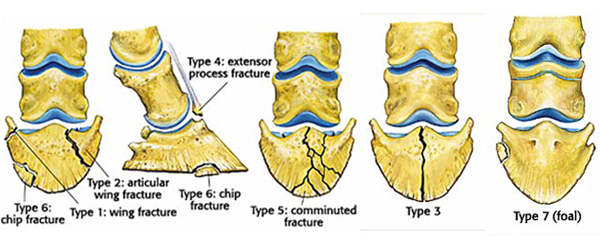 Type 4: extensor
process fracture
Type 2: articular
wing fracture
Type 6:
chip fracture
Type 1: wing fracture
Type 6: chip
fracture
Type 5: comminuted
fracture
Type 3
Type 7 (foal)